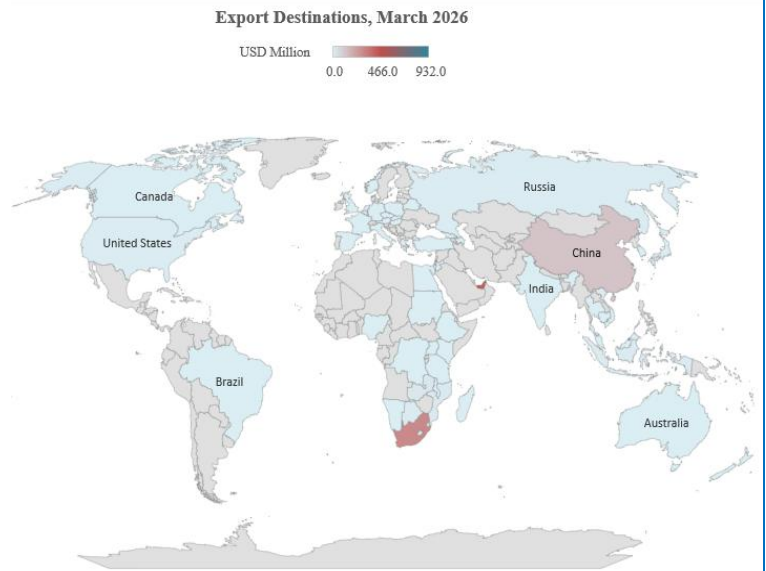 Export Destinations, March 2026
USD Million
0.0 466.0 932.0
Canada
Russia
United States
China
India
Brazil
Australia